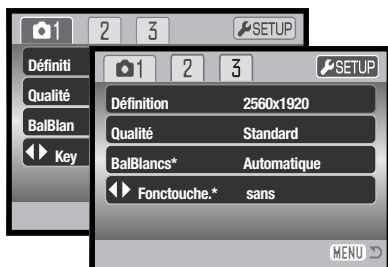 1 2 3 SETUP
Définiti
Qualité
BalBlan
Key
1 2 3 SETUP
Définition 2560x1920
Qualité Standard
BalBlancs* Automatique
Fonctouche.* sans
MENU